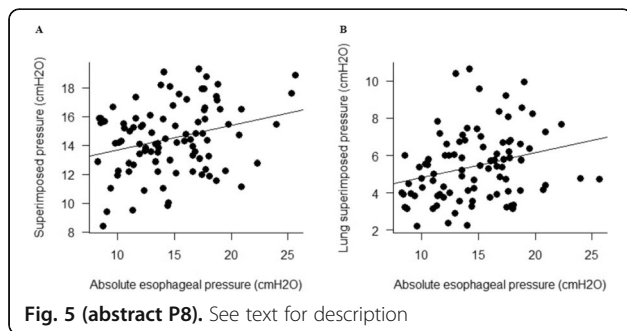 A
Superimposed pressure (cmH2O)
18
16
14
12
10
8
10
15
20
25
Absolute esophageal pressure (cmH2O)
B
Lung superimposed pressure (cmH2O)
10
8
6
4
2
10
15
20
25
Absolute esophageal pressure (cmH2O)
Fig. 5 (abstract P8). See text for description